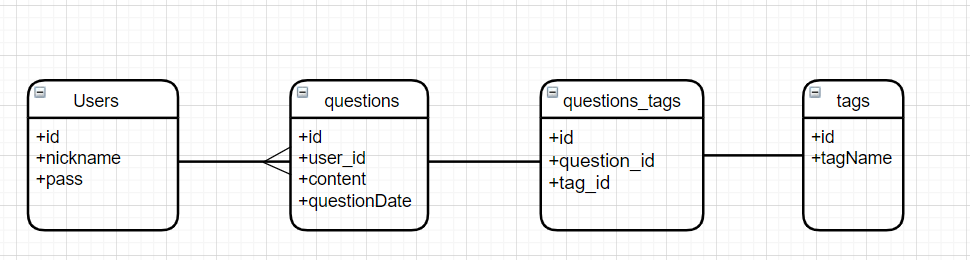 Users
+id
+nickname
+pass
questions
+id
+user_id
+content
+questionDate
questions_tags
+id
+question_id
+tag_id
tags
+id
+tagName